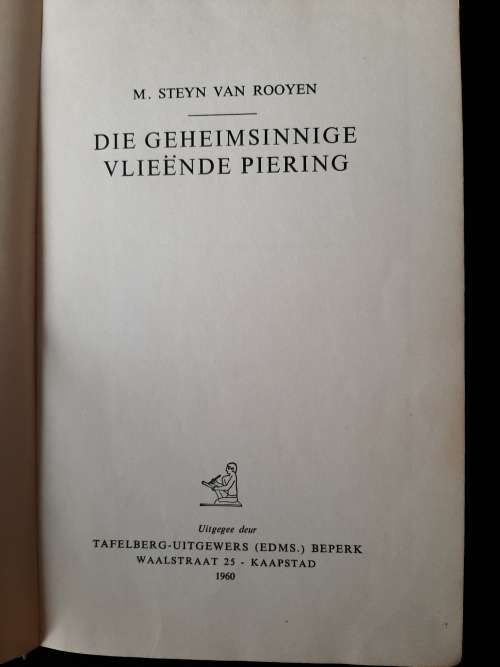 M. STEYN VAN ROOYEN
DIE GEHEIMSINNIGE
VLIEËNDE PIERING
Uitgegee deur
TAFELBERG-UITGEWERS (EDMS.) BEPERK
WAALSTRAAT 25 - KAAPSTAD
1960